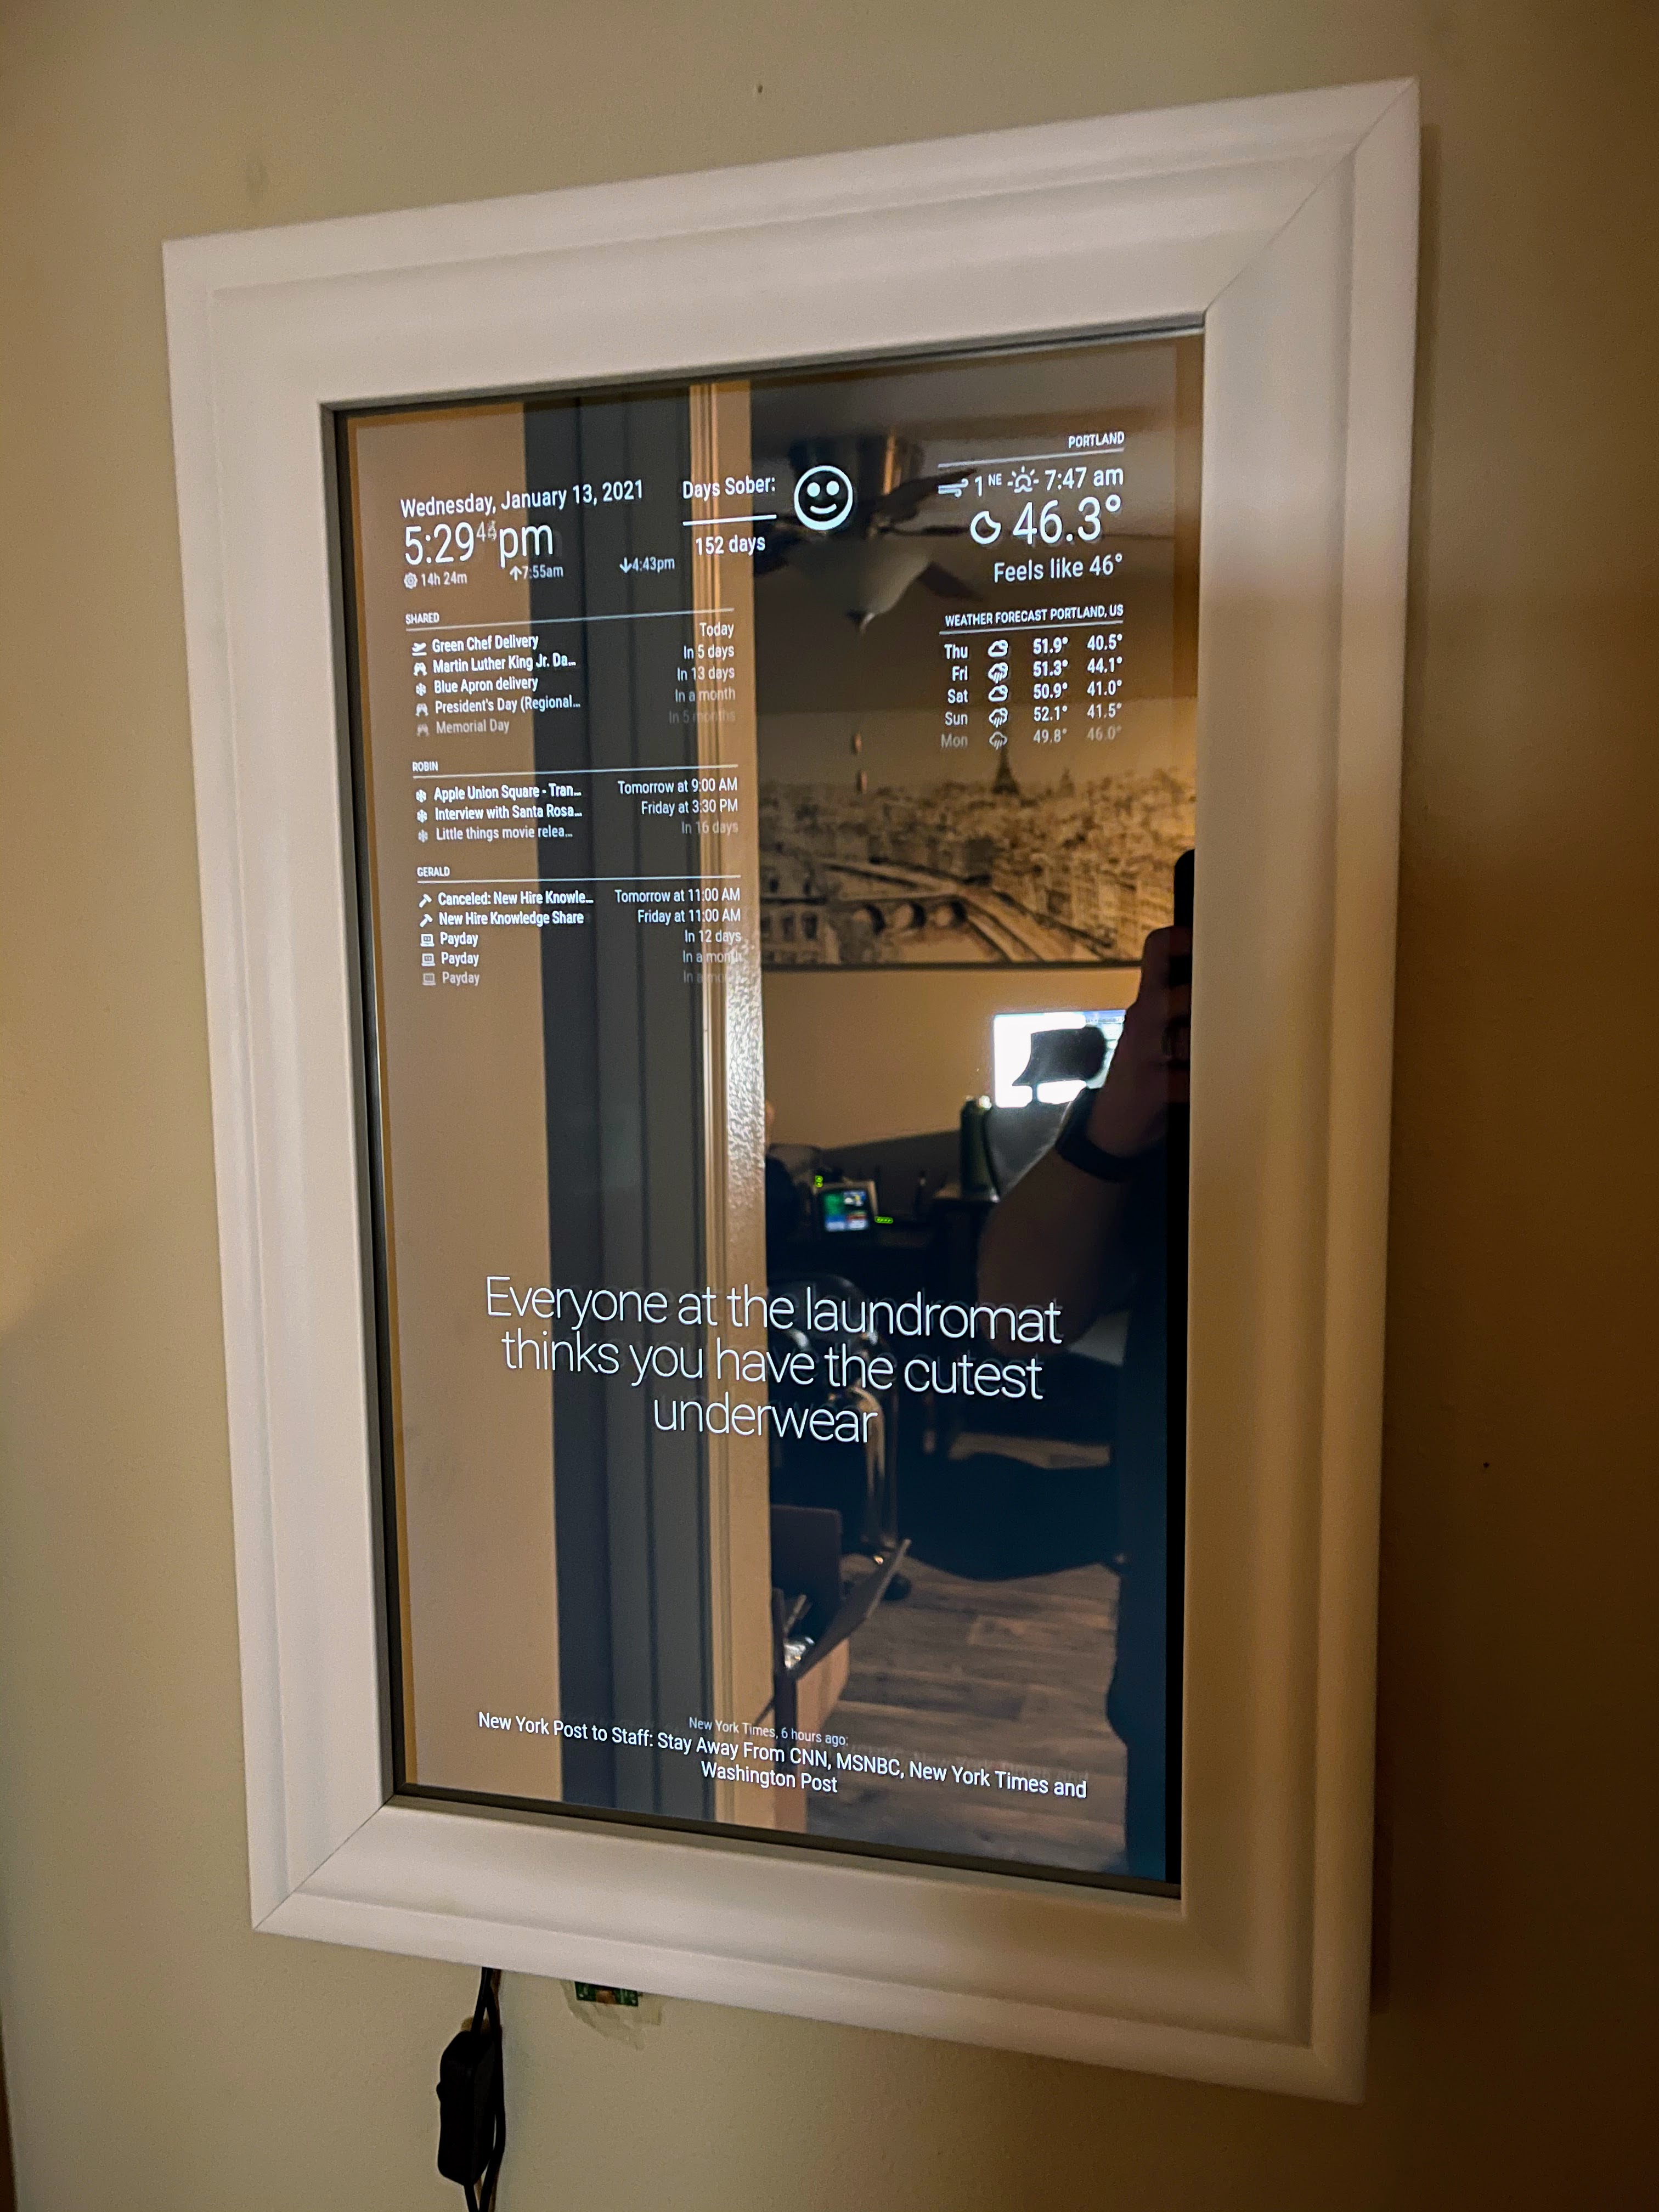 Wednesday, January 13, 2021
5:29 44 pm
14h 24m 7:55am 4:43pm
Days Sober:
152 days
PORTLAND
1 NE 7:47 am
46.3°
Feels like 46°
SHARED
Green Chef Delivery Today
Martin Luther King Jr. Da... In 5 days
Blue Apron delivery In 13 days
President's Day (Regional... In a month
Memorial Day In 5 months
WEATHER FORECAST PORTLAND, US
Thu 51.9° 40.5°
Fri 51.3° 44.1°
Sat 50.9° 41.0°
Sun 52.1° 41.5°
Mon 49.8° 46.0°
ROBIN
Apple Union Square - Tran... Tomorrow at 9:00 AM
Interview with Santa Rosa... Friday at 3:30 PM
Little things movie relea... In 16 days
GERALD
Canceled: New Hire Knowle... Tomorrow at 11:00 AM
New Hire Knowledge Share Friday at 11:00 AM
Payday In 12 days
Payday In a month
Payday In a month
Everyone at the laundromat
thinks you have the cutest
underwear
New York Times, 6 hours ago:
New York Post to Staff: Stay Away From CNN, MSNBC, New York Times and
Washington Post